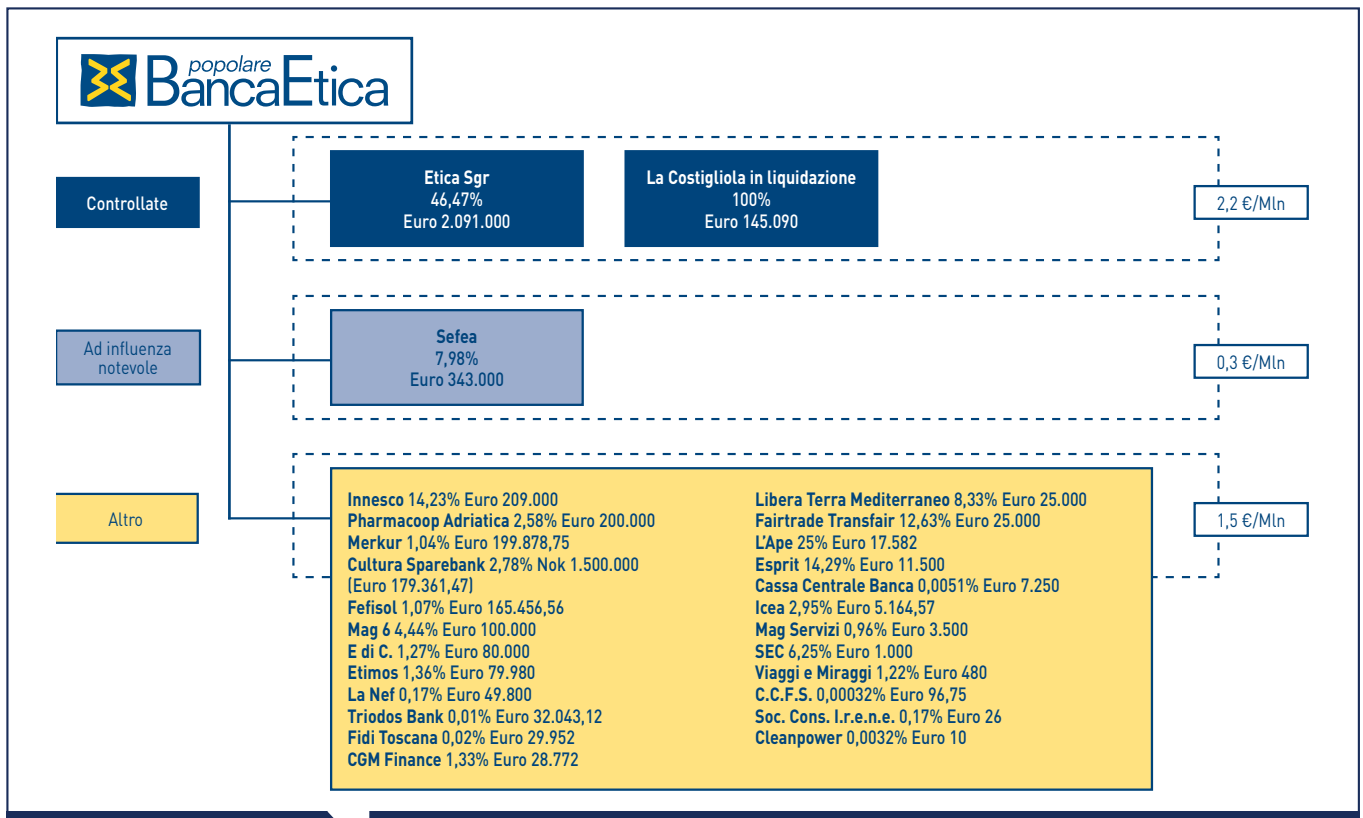 popolare
BancaEtica
Controllate
Etica Sgr
46,47%
Euro 2.091.000
La Costigliola in liquidazione
100%
Euro 145.090
2,2 €/Mln
Ad influenza
notevole
Sefea
7,98%
Euro 343.000
0,3 €/Mln
Altro
Innesco 14,23% Euro 209.000
Pharmacoop Adriatica 2,58% Euro 200.000
Merkur 1,04% Euro 199.878,75
Cultura Sparebank 2,78% Nok 1.500.000
(Euro 179.361,47)
Fefisol 1,07% Euro 165.456,56
Mag 6 4,44% Euro 100.000
E di C. 1,27% Euro 80.000
Etimos 1,36% Euro 79.980
La Nef 0,17% Euro 49.800
Triodos Bank 0,01% Euro 32.043,12
Fidi Toscana 0,02% Euro 29.952
CGM Finance 1,33% Euro 28.772
Libera Terra Mediterraneo 8,33% Euro 25.000
Fairtrade Transfair 12,63% Euro 25.000
L'Ape 25% Euro 17.582
Esprit 14,29% Euro 11.500
Cassa Centrale Banca 0,0051% Euro 7.250
Icea 2,95% Euro 5.164,57
Mag Servizi 0,96% Euro 3.500
SEC 6,25% Euro 1.000
Viaggi e Miraggi 1,22% Euro 480
C.C.F.S. 0,00032% Euro 96,75
Soc. Cons. I.r.e.n.e. 0,17% Euro 26
Cleanpower 0,0032% Euro 10
1,5 €/Mln